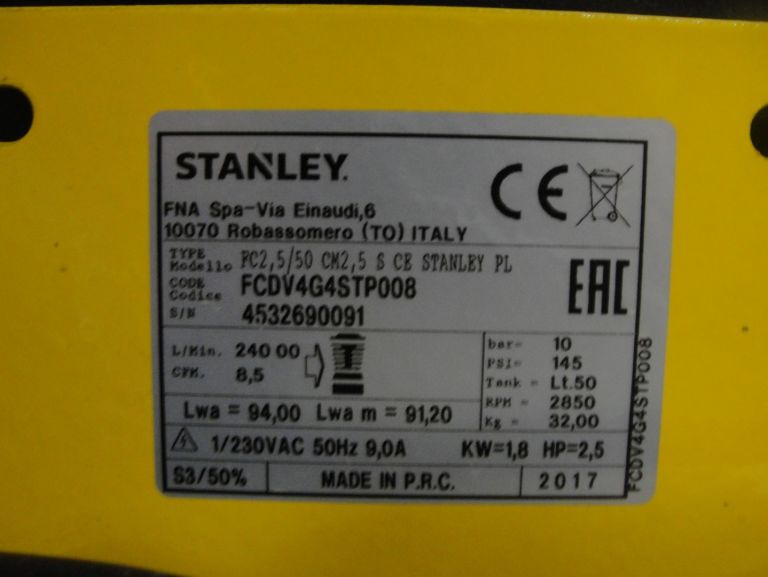 STANLEY.
CE
FNA Spa-Via Einaudi,6
10070 Robassomero (TO) ITALY
TYPE
Modello FC2,5/50 CM2,5 S CE STANLEY PL
CODE
Codice FCDV4G4STP008
S/N 4532690091
EAC
L/Min. 240 00
CFM. 8,5
bar= 10
PSI= 145
Tank = Lt.50
RPM = 2850
Kg = 32,00
Lwa = 94,00 Lwa m = 91,20
1/230VAC 50Hz 9,0A KW=1,8 HP=2,5
S3/50% MADE IN P.R.C. 2017
FCDV4G4STP008